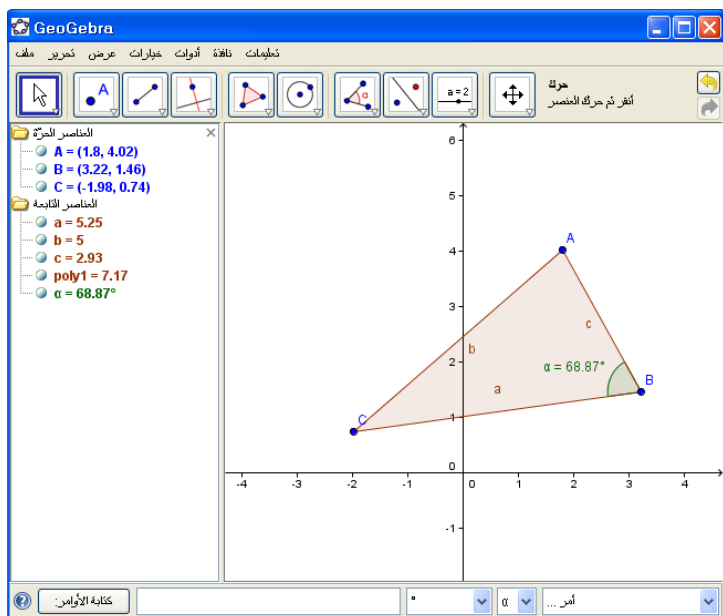 GeoGebra
ملف تحرير عرض خيارات أدوات نافذة تعليمات
A
α
a = 2
حرك
أنقر ثم حرك العنصر
العناصر الحرّة
A = (1.8, 4.02)
B = (3.22, 1.46)
C = (-1.98, 0.74)
العناصر التابعة
a = 5.25
b = 5
c = 2.93
poly1 = 7.17
α = 68.87°
6
5
A
4
3
c
b
2
α = 68.87°
B
a
C
1
0
-4 -3 -2 -1 0 1 2 3 4
-1
كتابة الأوامر:
°
α
أمر ...